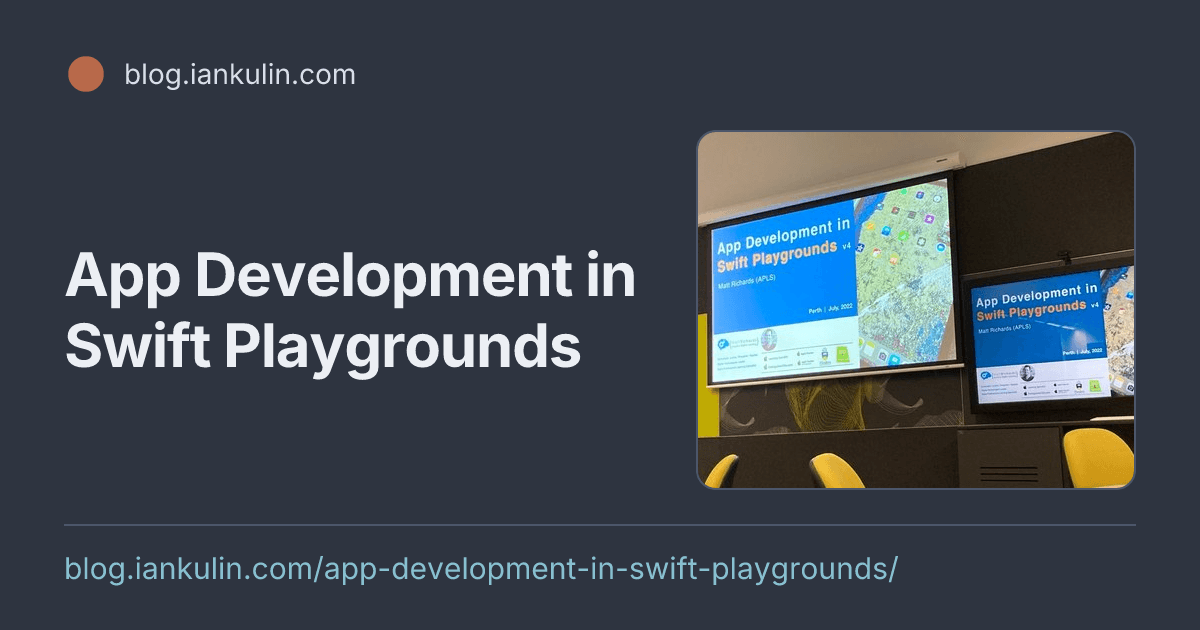 blog.iankulin.com
App Development in
Swift Playgrounds
App Development in
Swift Playgrounds v4
Matt Richards (APLS)
Perth | July, 2022
App Development in
Swift Playgrounds v4
Matt Richards (APLS)
Perth | July, 2022
blog.iankulin.com/app-development-in-swift-playgrounds/